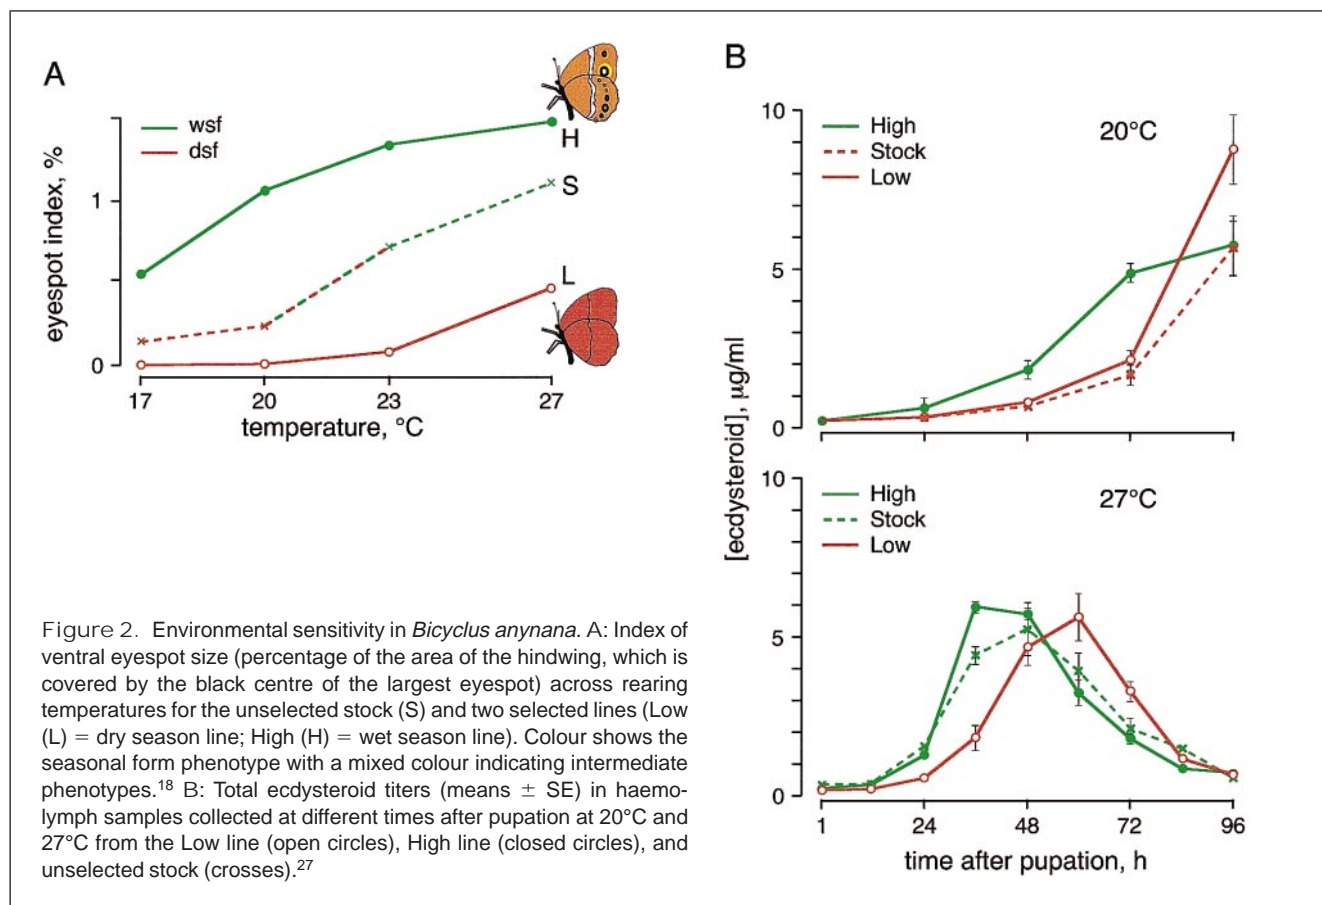 A
wsf
dsf
H
S
L
1
0
eyespot index, %
17
20
23
27
temperature, °C
B
10
5
0
High
Stock
Low
20°C
10
5
0
High
Stock
Low
27°C
[ecdysteroid], µg/ml
1
24
48
72
96
time after pupation, h
Figure 2. Environmental sensitivity in Bicyclus anynana. A: Index of
ventral eyespot size (percentage of the area of the hindwing, which is
covered by the black centre of the largest eyespot) across rearing
temperatures for the unselected stock (S) and two selected lines (Low
(L) = dry season line; High (H) = wet season line). Colour shows the
seasonal form phenotype with a mixed colour indicating intermediate
phenotypes.18 B: Total ecdysteroid titers (means ± SE) in haemo-
lymph samples collected at different times after pupation at 20°C and
27°C from the Low line (open circles), High line (closed circles), and
unselected stock (crosses).27